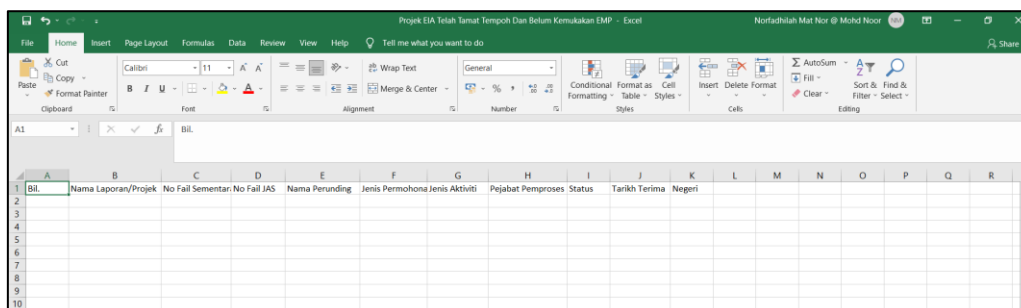 Projek EIA Telah Tamat Tempoh Dan Belum Kemukakan EMP - Excel
Norfadhilah Mat Nor @ Mohd Noor NM
File Home Insert Page Layout Formulas Data Review View Help Tell me what you want to do Share
Cut
Copy
Format Painter
Paste
Calibri 11
B I U
Wrap Text
Merge & Center
General
Conditional Formatting
Format as Table
Cell Styles
Insert Delete Format
AutoSum
Fill
Clear
Sort & Filter
Find & Select
Clipboard Font Alignment Number Styles Cells Editing
A1 fx Bil.
A B C D E F G H I J K L M N O P Q R
1 Bil. Nama Laporan/Projek No Fail Sementar No Fail JAS Nama Perunding Jenis Permohona Jenis Aktiviti Pejabat Pemproses Status Tarikh Terima Negeri
2
3
4
5
6
7
8
9
10